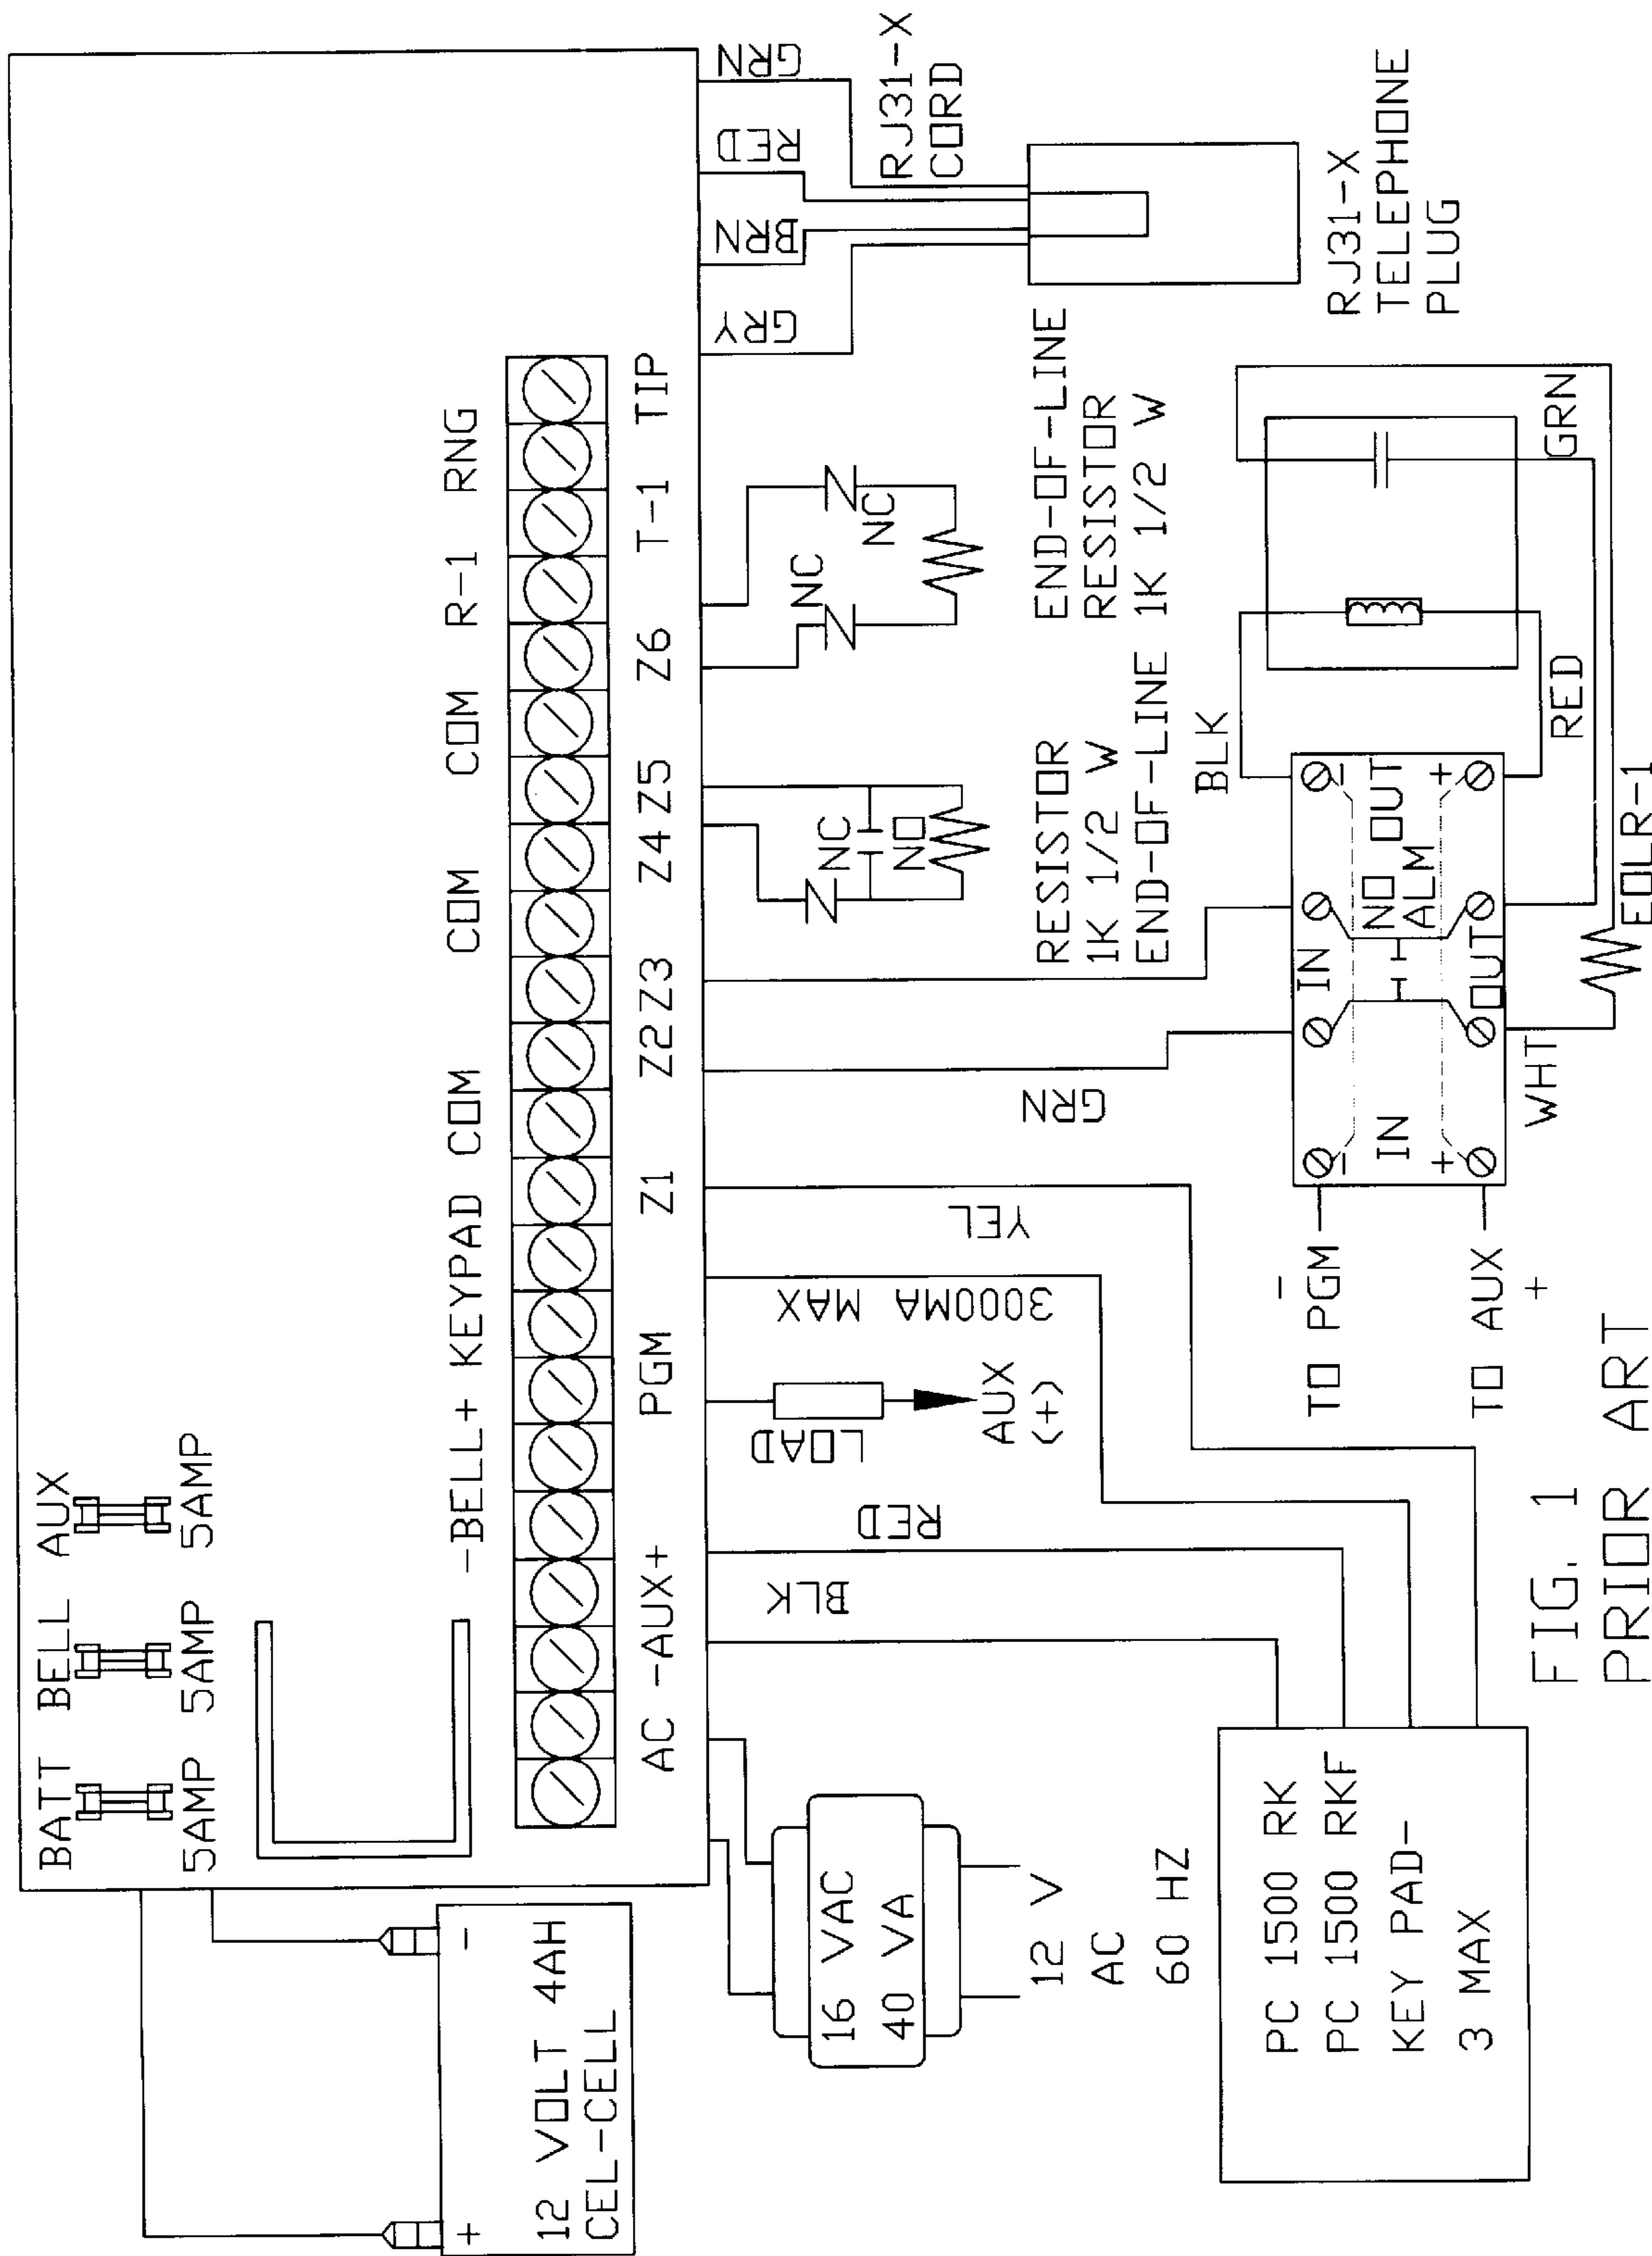 BATT
BELL
AUX
5AMP
5AMP
5AMP
-BELL+ KEYPAD COM
COM
COM
R-1
RNG
AC
-AUX+
PGM
Z1
Z2
Z3
Z4
Z5
Z6
T-1
TIP
12 VOLT 4AH
CEL-CELL
+
-
16 VAC
40 VA
12 V
AC
60 HZ
BLK
RED
LOAD
AUX
(+)
3000MA MAX
YEL
GRN
NC
NO
NC
NC
GRY
BRN
RED
GRN
RJ31-X
CORD
RJ31-X
TELEPHONE
PLUG
RESISTOR
1K 1/2 W
END-OF-LINE
END-OF-LINE
RESISTOR
1K 1/2 W
PC 1500 RK
PC 1500 RKF
KEY PAD-
3 MAX
-
TO PGM
TO AUX
+
-
IN
+
IN
OUT
NO
ALM
-
OUT
+
BLK
RED
GRN
WHT
EOLR-1
FIG. 1
PRIOR ART